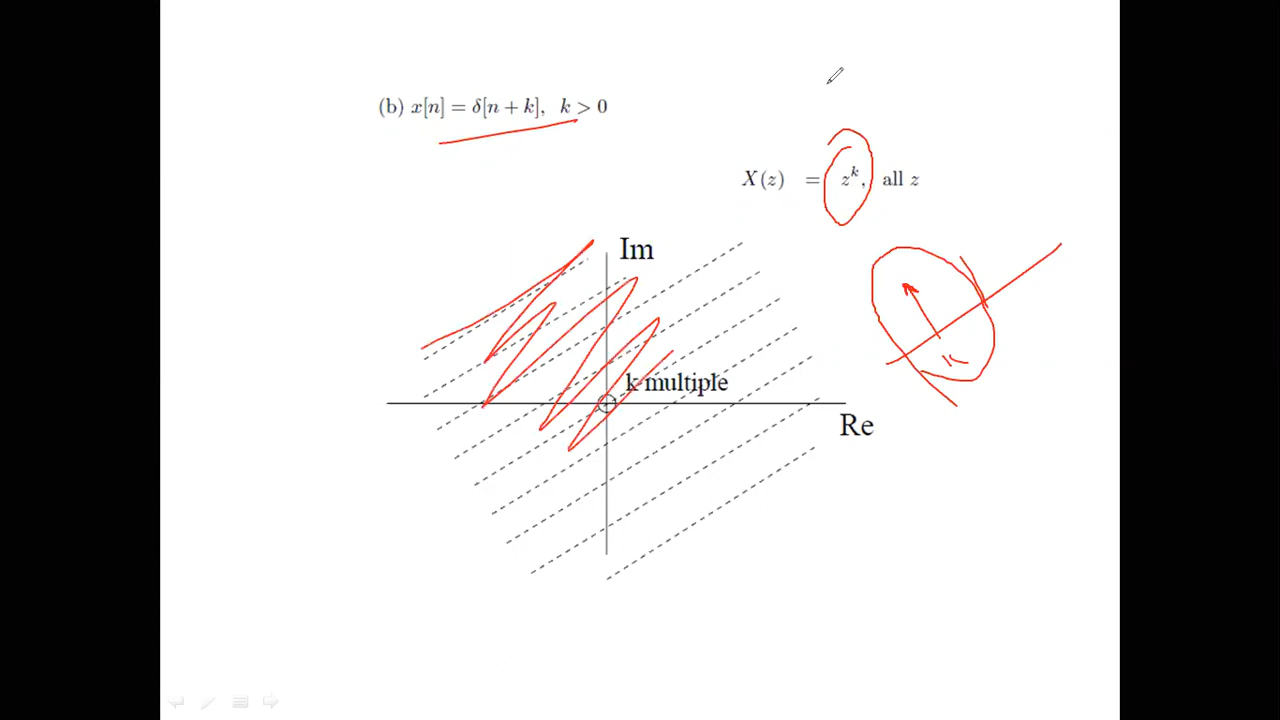 (b) x[n] = δ[n + k], k > 0
X(z) = z^k, all z
Im
k multiple
Re
K